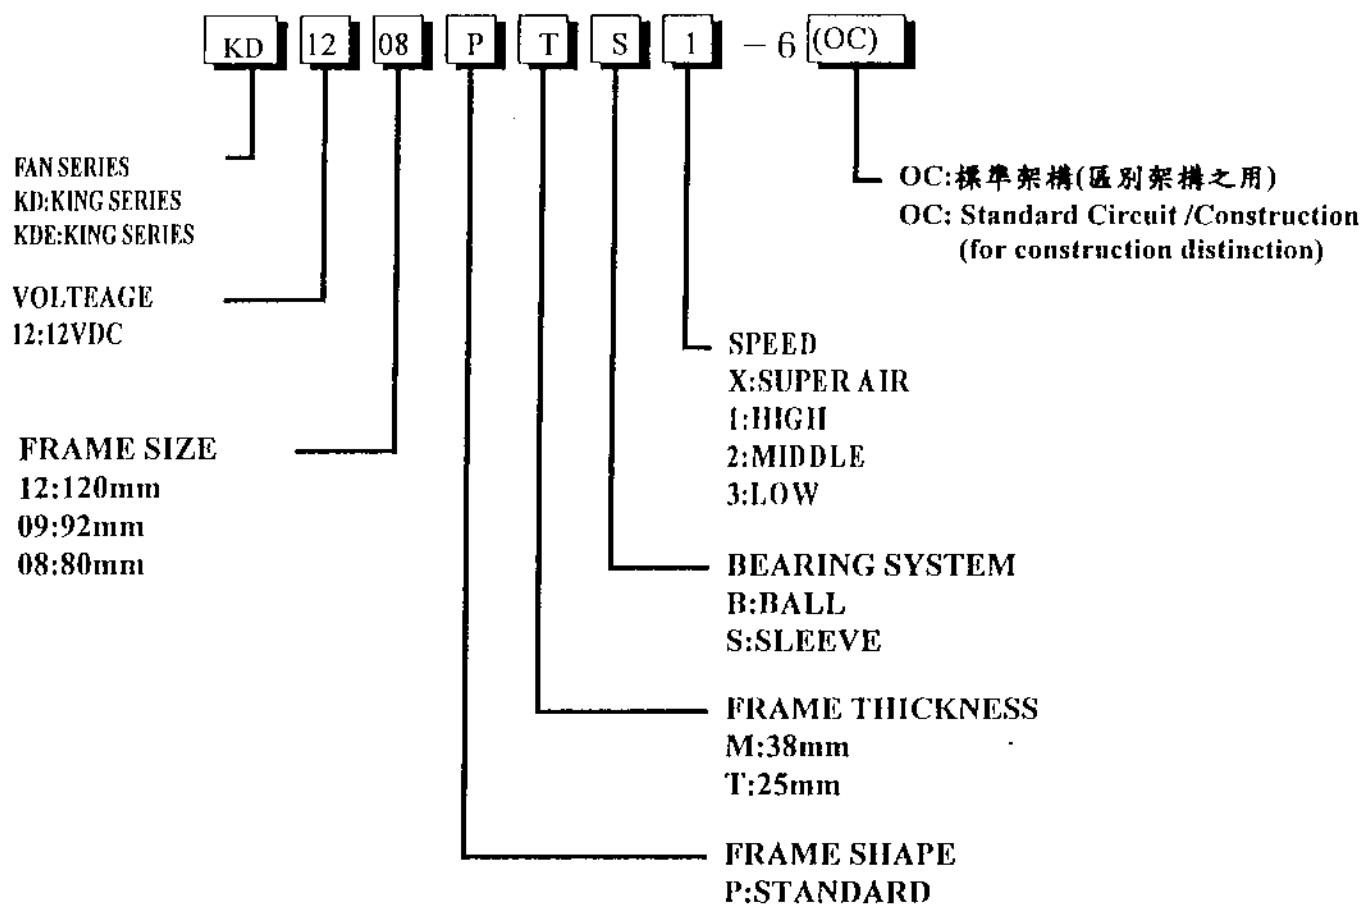 KD 12 08 P T S 1 - 6 (OC)
FAN SERIES
KD:KING SERIES
KDE:KING SERIES
VOLTEAGE
12:12VDC
FRAME SIZE
12:120mm
09:92mm
08:80mm
OC:標準架構(區別架構之用)
OC: Standard Circuit /Construction
(for construction distinction)
SPEED
X:SUPER AIR
1:HIGH
2:MIDDLE
3:LOW
BEARING SYSTEM
B:BALL
S:SLEEVE
FRAME THICKNESS
M:38mm
T:25mm
FRAME SHAPE
P:STANDARD